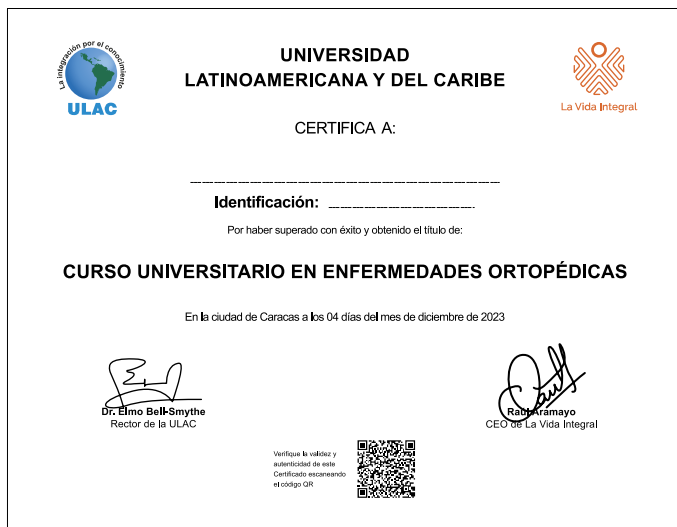 La integración por el conocimiento
ULAC
UNIVERSIDAD
LATINOAMERICANA Y DEL CARIBE
La Vida Integral
CERTIFICA A:
Identificación:
Por haber superado con éxito y obtenido el título de:
CURSO UNIVERSITARIO EN ENFERMEDADES ORTOPÉDICAS
En la ciudad de Caracas a los 04 días del mes de diciembre de 2023
Dr. Elmo Bell-Smythe
Rector de la ULAC
Raúl Aramayo
CEO de La Vida Integral
Verifique la validez y
autenticidad de este
Certificado escaneando
el código QR